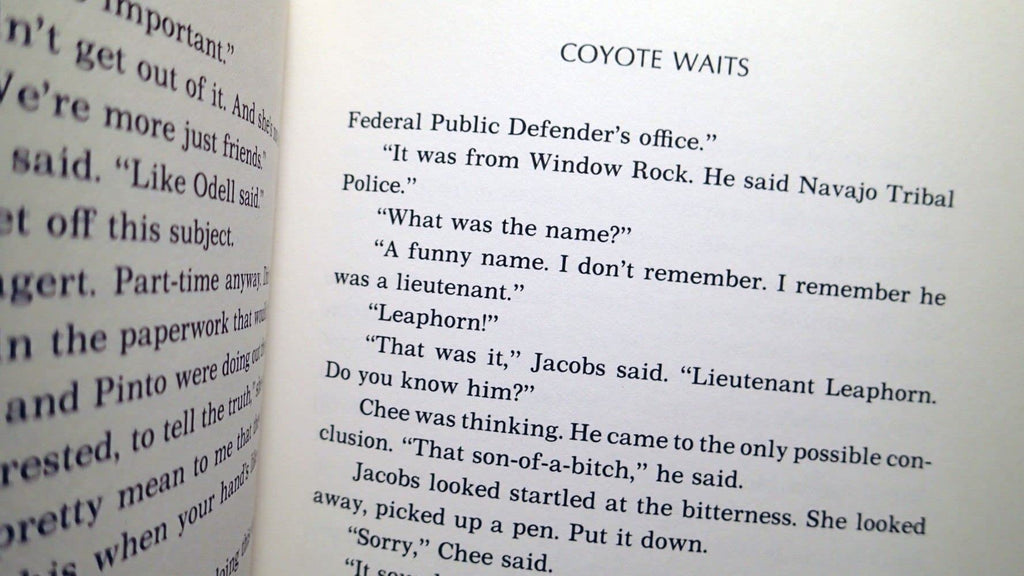 Important."
n't get out of it. And she's
We're more just friends."
said. "Like Odell said."
et off this subject.
gert. Part-time anyway.
n the paperwork that
and Pinto were doing out
rested, to tell the truth,"
pretty mean to me that
his when your hand's
COYOTE WAITS
Federal Public Defender's office."
"It was from Window Rock. He said Navajo Tribal
Police."
"What was the name?"
"A funny name. I don't remember. I remember he
was a lieutenant."
"Leaphorn!"
"That was it," Jacobs said. "Lieutenant Leaphorn.
Do you know him?"
Chee was thinking. He came to the only possible con-
clusion. "That son-of-a-bitch," he said.
Jacobs looked startled at the bitterness. She looked
away, picked up a pen. Put it down.
"Sorry," Chee said.
"It